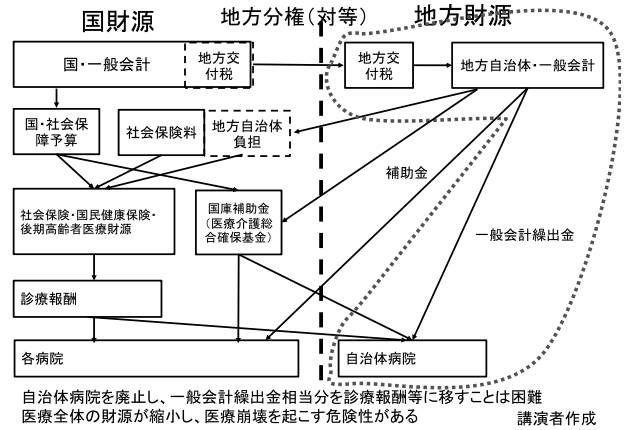 国財源
地方分権(対等)
地方財源
国・一般会計
地方交
付税
地方交
付税
地方自治体・一般会計
国・社会保
障予算
社会保険料
地方自治体
負担
補助金
社会保険・国民健康保険・
後期高齢者医療財源
国庫補助金
(医療介護総
合確保基金)
一般会計繰出金
診療報酬
各病院
自治体病院
自治体病院を廃止し、一般会計繰出金相当分を診療報酬等に移すことは困難
医療全体の財源が縮小し、医療崩壊を起こす危険性がある
講演者作成